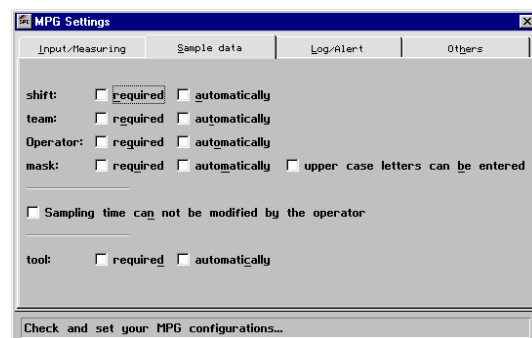 MPG Settings
Input/Measuring Sample data Log/Alert Others
shift: required automatically
team: required automatically
Operator: required automatically
mask: required automatically upper case letters can be entered
Sampling time can not be modified by the operator
tool: required automatically
Check and set your MPG configurations...